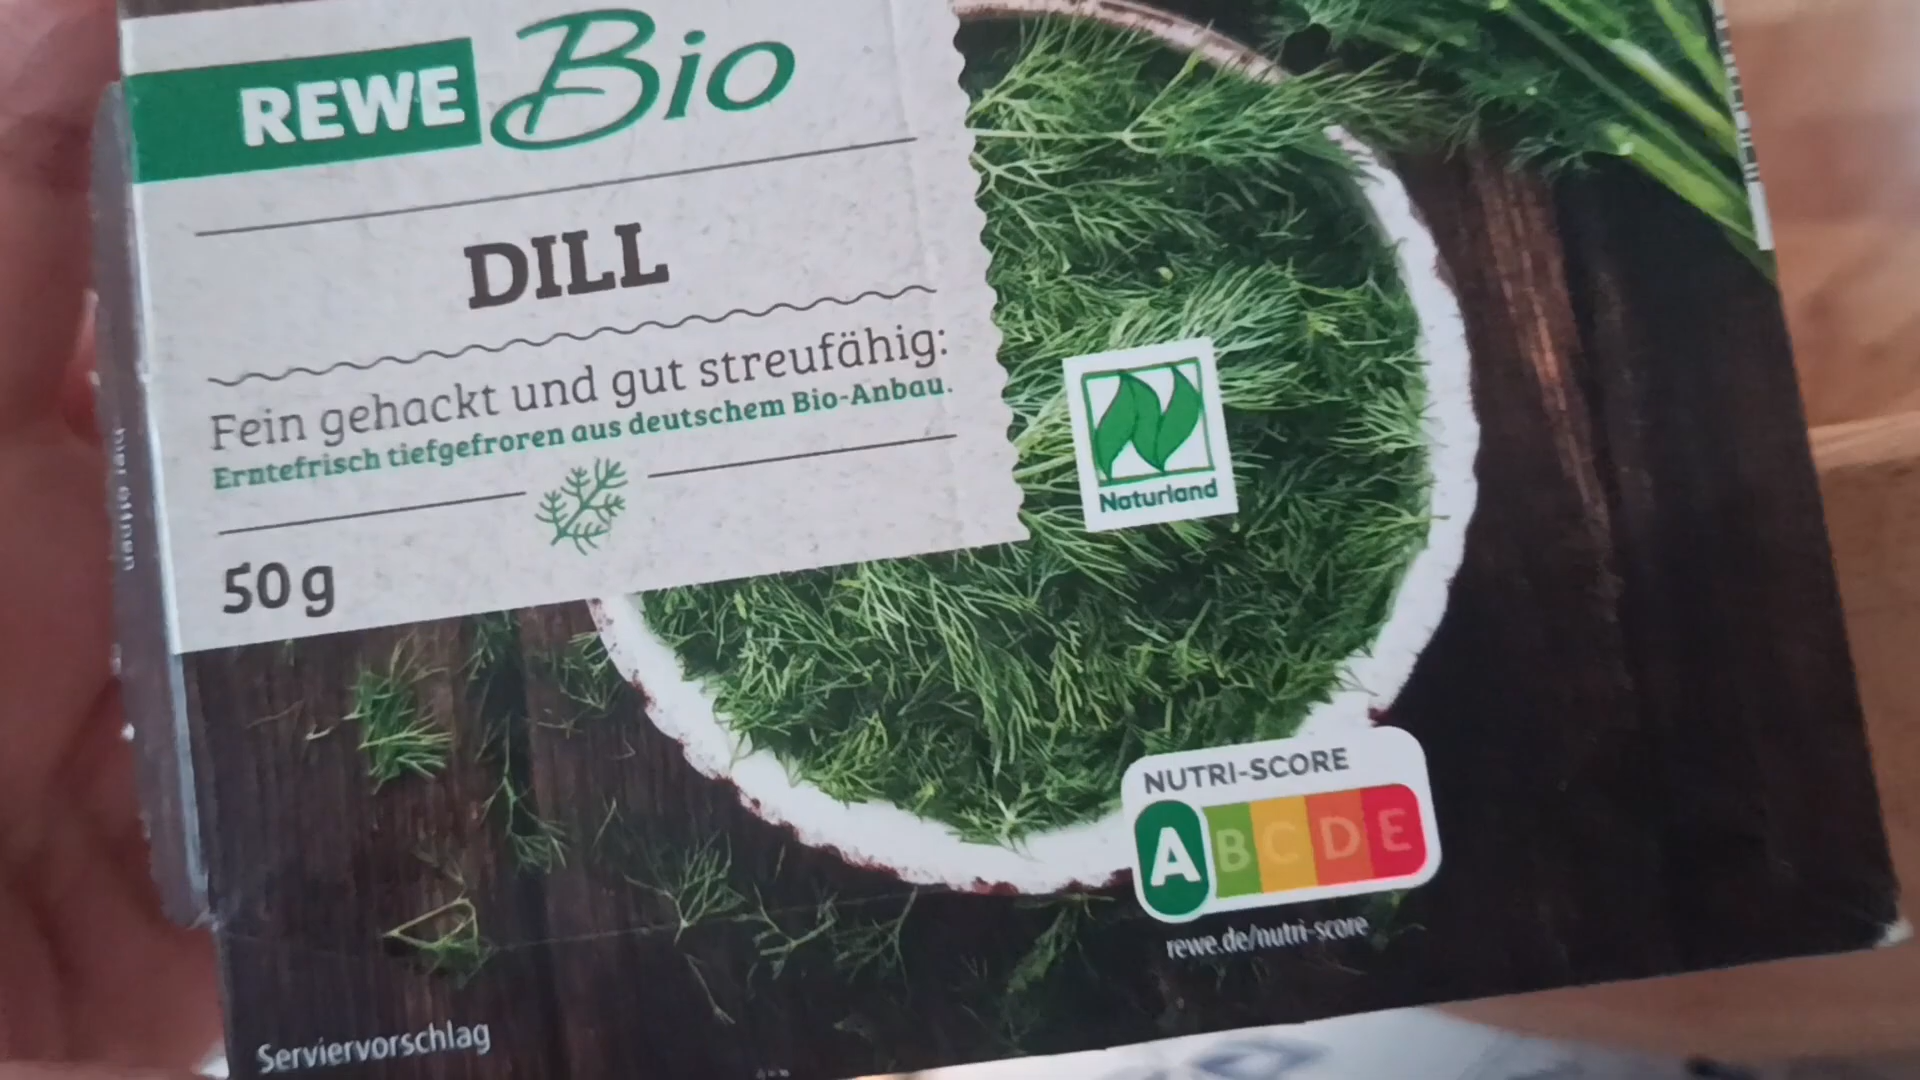 REWE Bio
DILL
Fein gehackt und gut streufähig:
Erntefrisch tiefgefroren aus deutschem Bio-Anbau.
50 g
Naturland
NUTRI-SCORE
A B C D E
rewe.de/nutri-score
Serviervorschlag